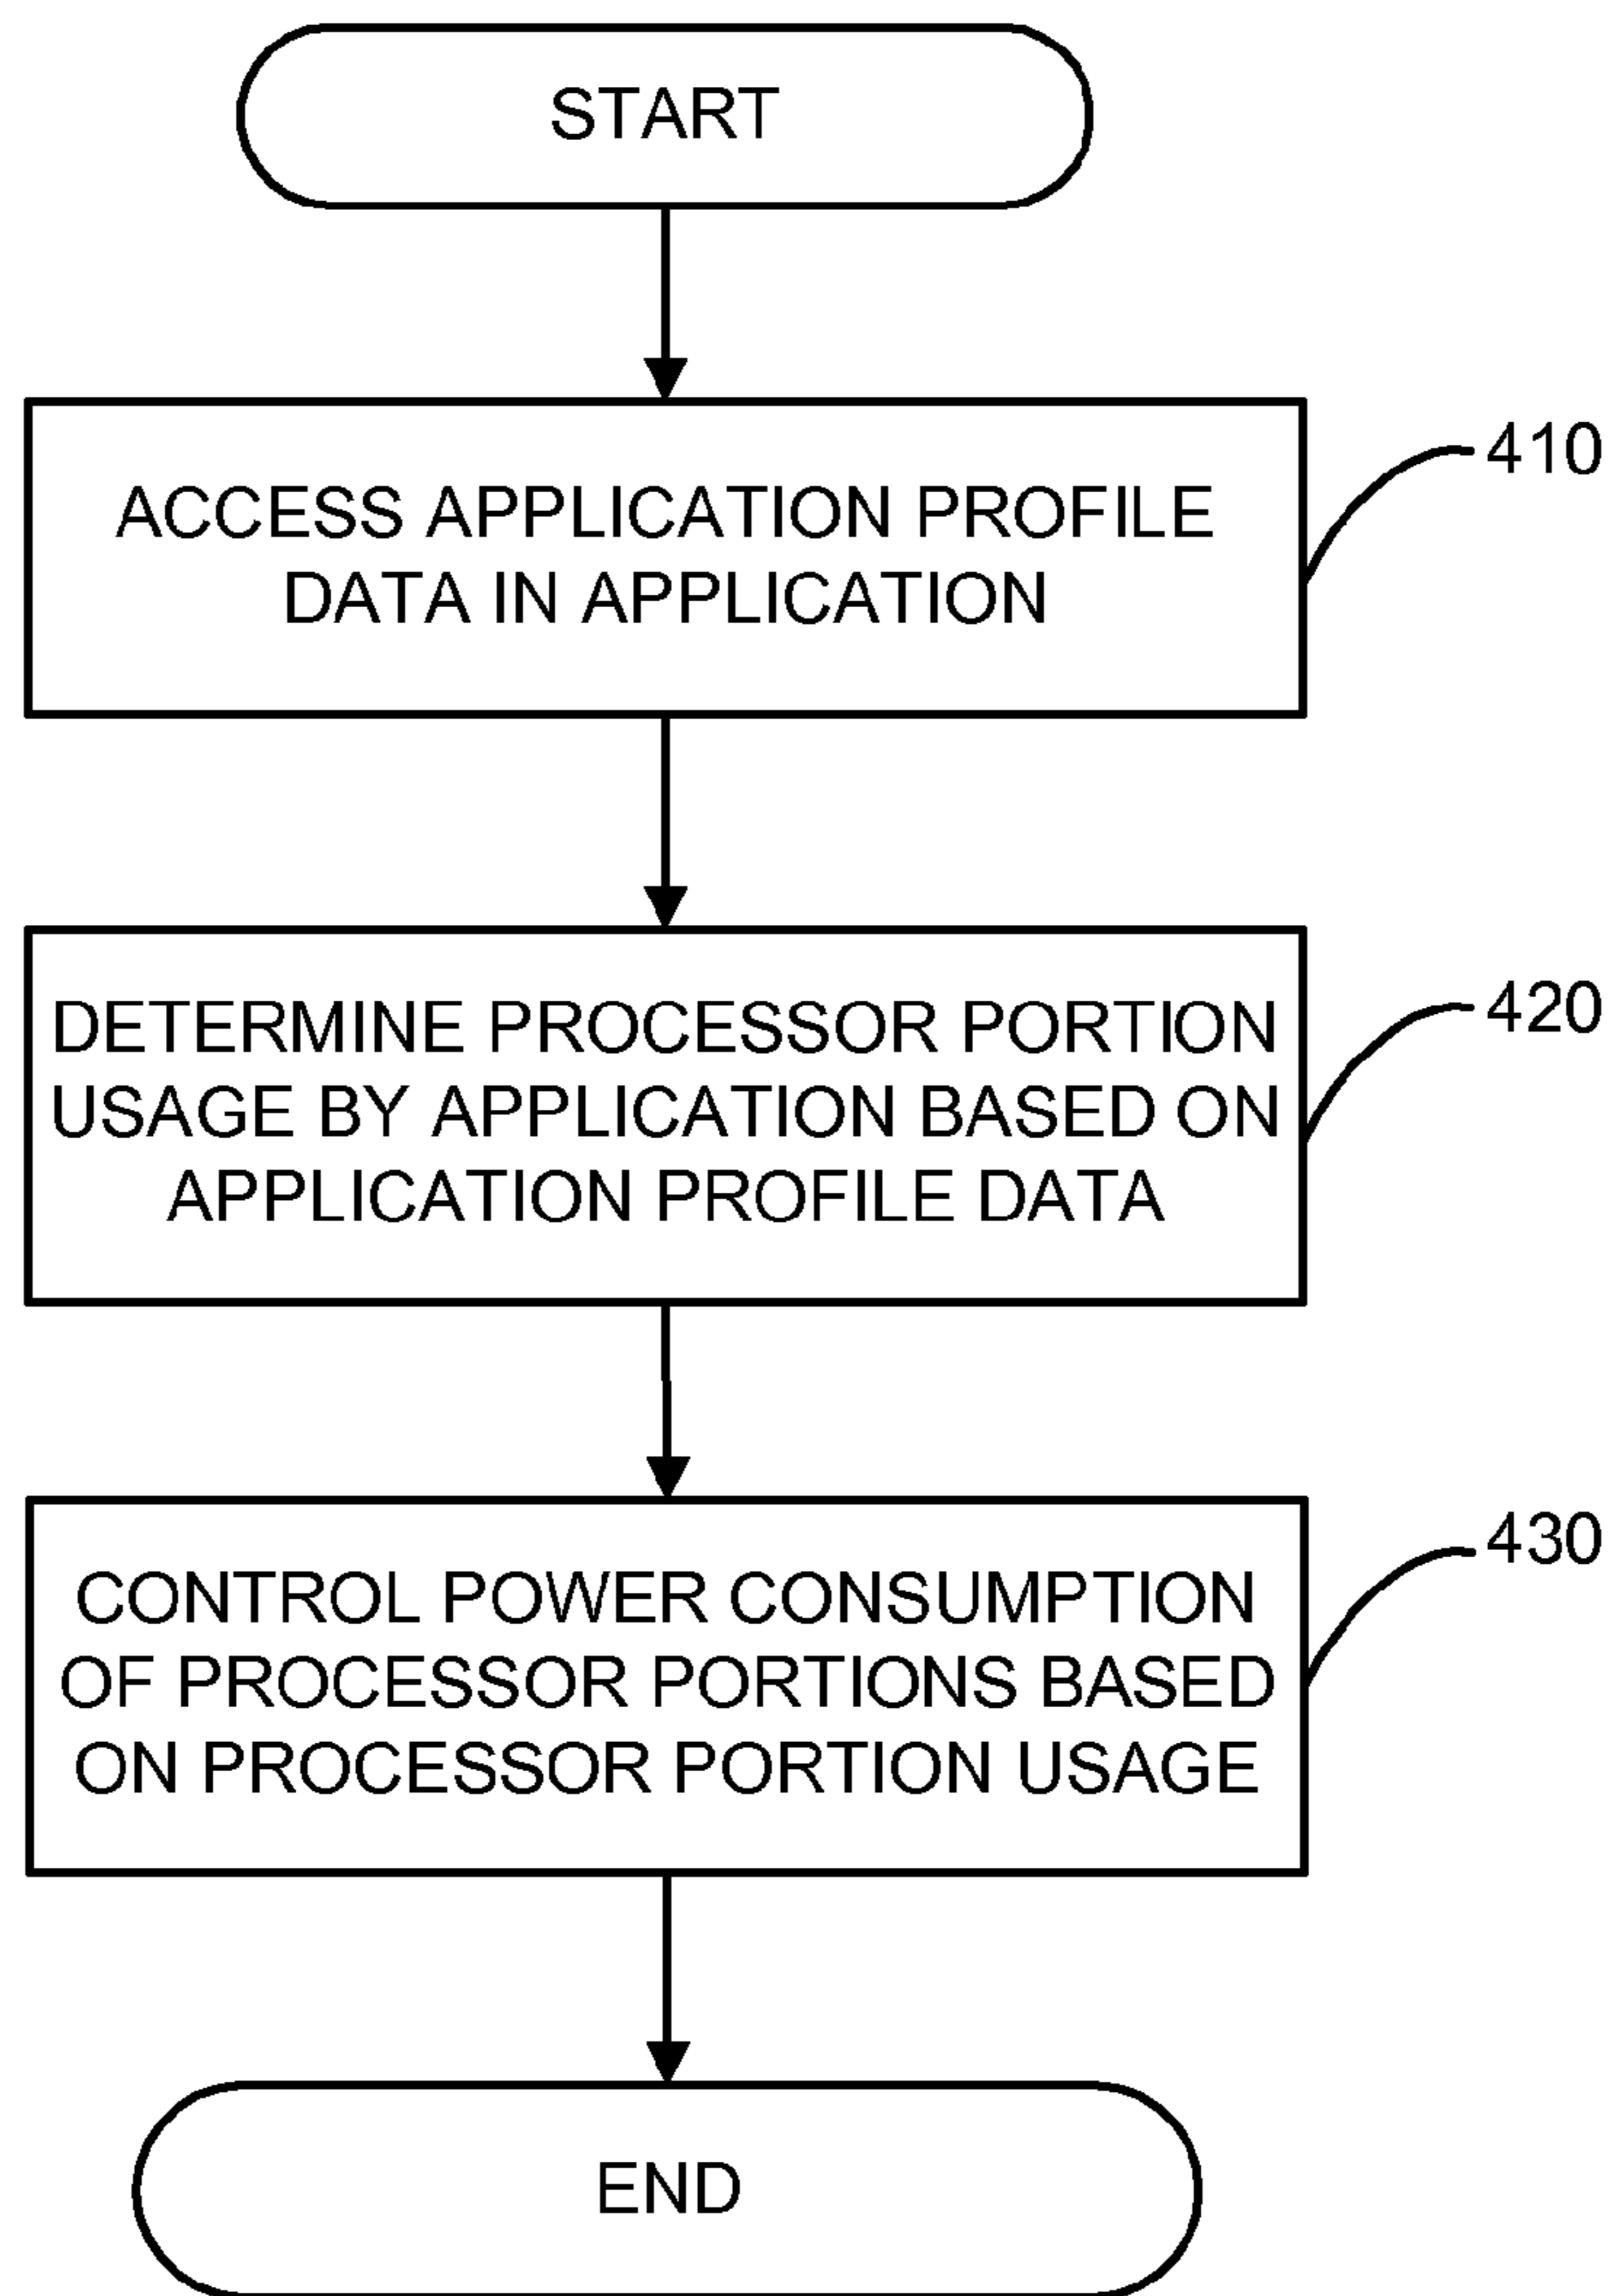 START
ACCESS APPLICATION PROFILE
DATA IN APPLICATION
410
DETERMINE PROCESSOR PORTION
USAGE BY APPLICATION BASED ON
APPLICATION PROFILE DATA
420
CONTROL POWER CONSUMPTION
OF PROCESSOR PORTIONS BASED
ON PROCESSOR PORTION USAGE
430
END